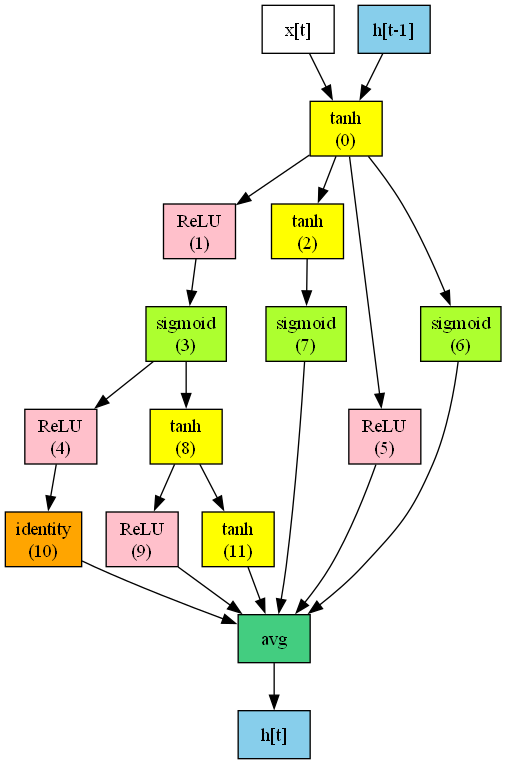 x[t]
h[t-1]
tanh
(0)
ReLU
(1)
tanh
(2)
sigmoid
(3)
sigmoid
(7)
sigmoid
(6)
ReLU
(4)
tanh
(8)
ReLU
(5)
identity
(10)
ReLU
(9)
tanh
(11)
avg
h[t]